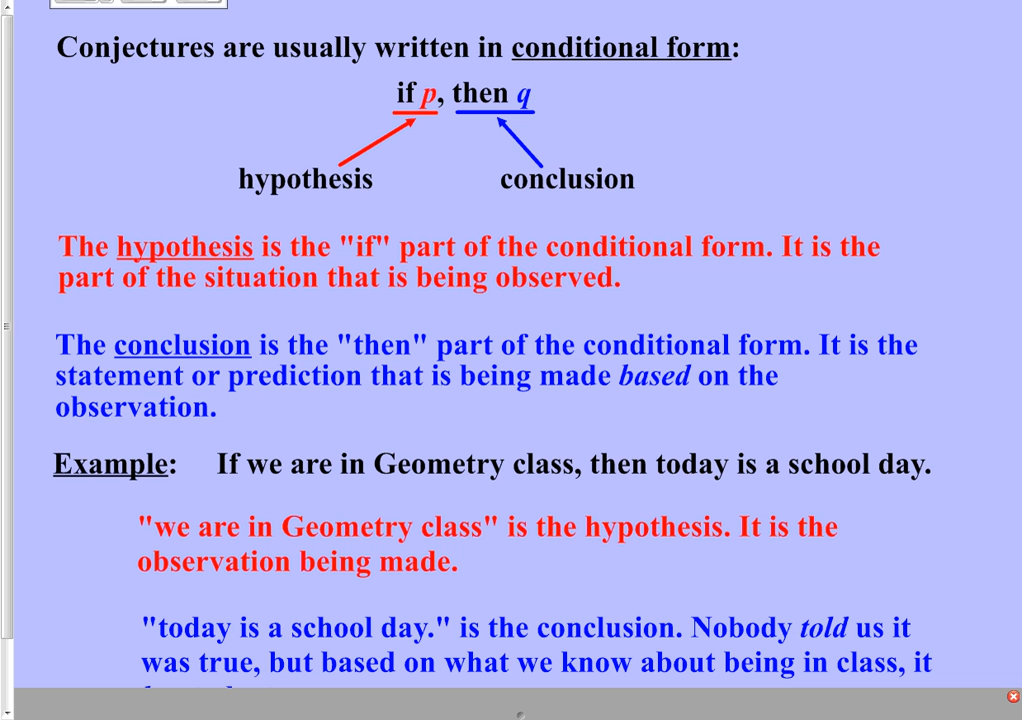 Conjectures are usually written in conditional form:
if p, then q
hypothesis conclusion
The hypothesis is the "if" part of the conditional form. It is the
part of the situation that is being observed.
The conclusion is the "then" part of the conditional form. It is the
statement or prediction that is being made based on the
observation.
Example: If we are in Geometry class, then today is a school day.
"we are in Geometry class" is the hypothesis. It is the
observation being made.
"today is a school day." is the conclusion. Nobody told us it
was true, but based on what we know about being in class, it